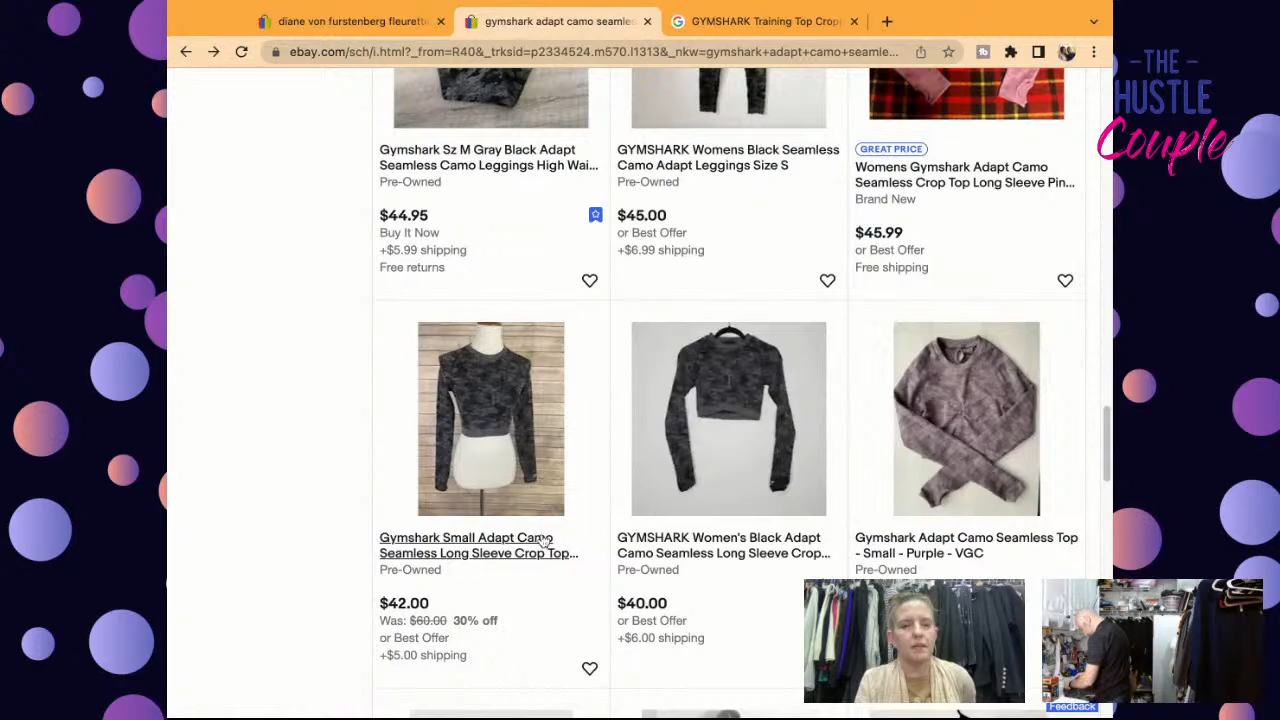 diane von furstenberg fleurette
gymshark adapt camo seamles
GYMSHARK Training Top Crop
ebay.com/sch/i.html?_from=R40&_trksid=p2334524.m570.l1313&_nkw=gymshark+adapt+camo+seamle...
-THE-
HUSTLE
Couple
Gymshark Sz M Gray Black Adapt
Seamless Camo Leggings High Wai...
Pre-Owned
$44.95
Buy It Now
+$5.99 shipping
Free returns
GYMSHARK Womens Black Seamless
Camo Adapt Leggings Size S
Pre-Owned
$45.00
or Best Offer
+$6.99 shipping
GREAT PRICE
Womens Gymshark Adapt Camo
Seamless Crop Top Long Sleeve Pin...
Brand New
$45.99
or Best Offer
Free shipping
Gymshark Small Adapt Camo
Seamless Long Sleeve Crop Top...
Pre-Owned
$42.00
Was: $60.00 30% off
or Best Offer
+$5.00 shipping
GYMSHARK Women's Black Adapt
Camo Seamless Long Sleeve Crop...
Pre-Owned
$40.00
or Best Offer
+$6.00 shipping
Gymshark Adapt Camo Seamless Top
- Small - Purple - VGC
Pre-Owned
Feedback